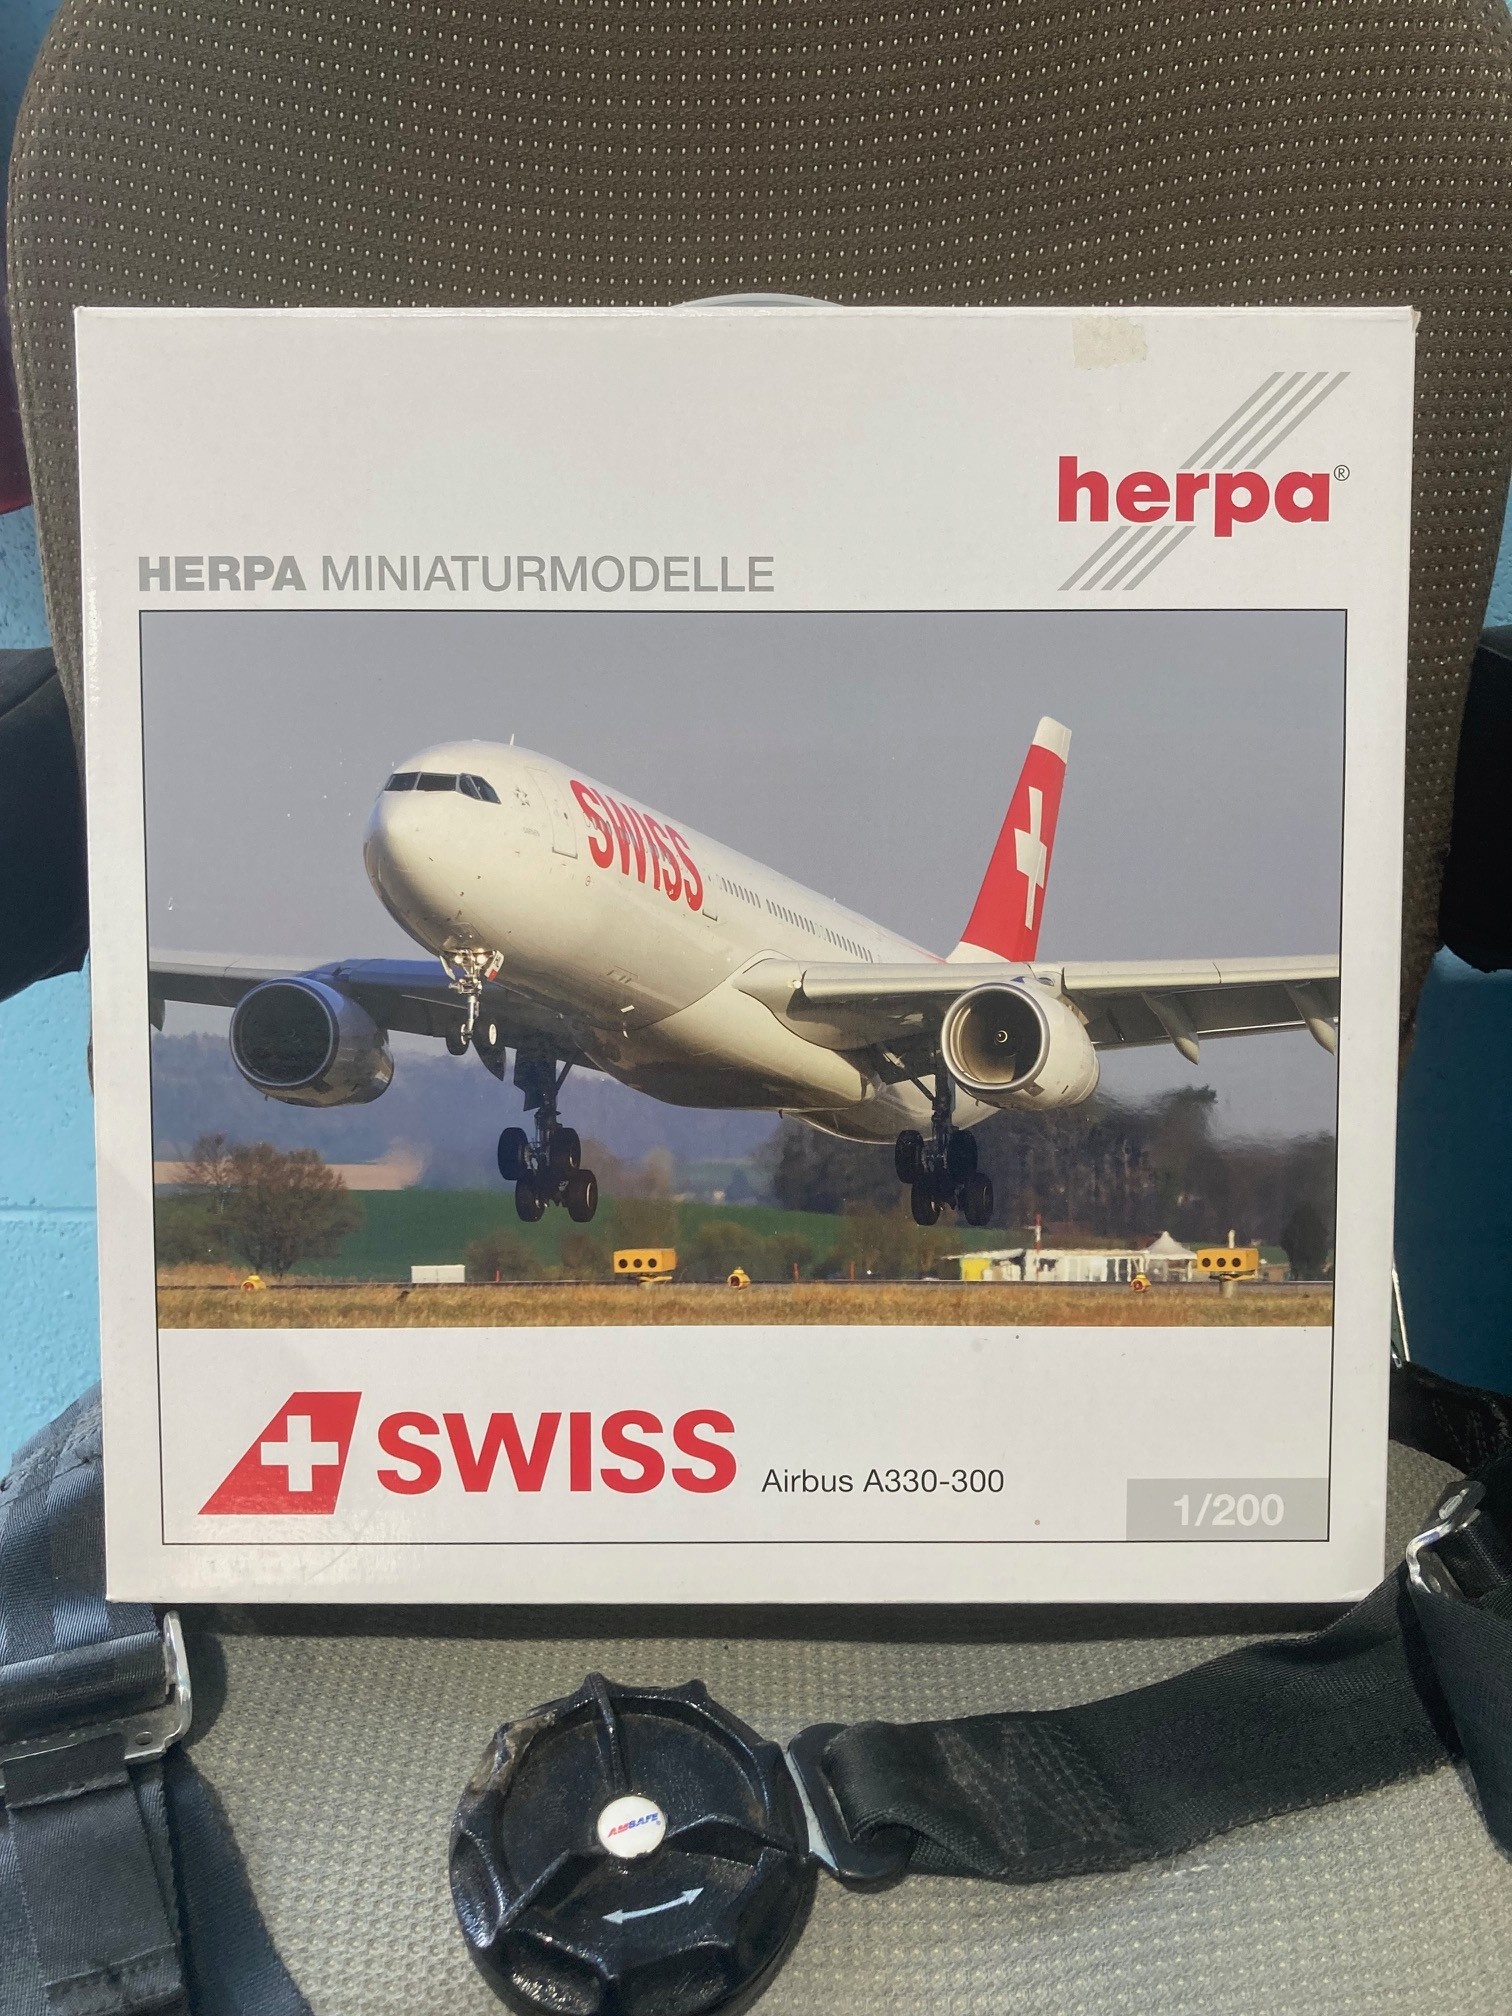 herpa®
HERPA MINIATURMODELLE
SWISS
SWISS Airbus A330-300
1/200
AMSAFE